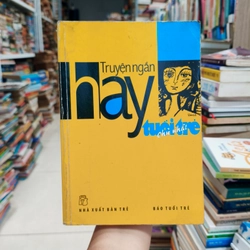 Truyện ngắn
hay
tuổi trẻ
NHÀ XUẤT BẢN TRẺ
BÁO TUỔI TRẺ